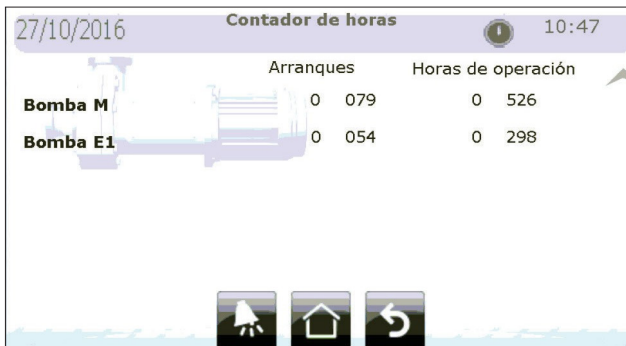 27/10/2016 Contador de horas 10:47
Arranques Horas de operación
Bomba M 0 079 0 526
Bomba E1 0 054 0 298